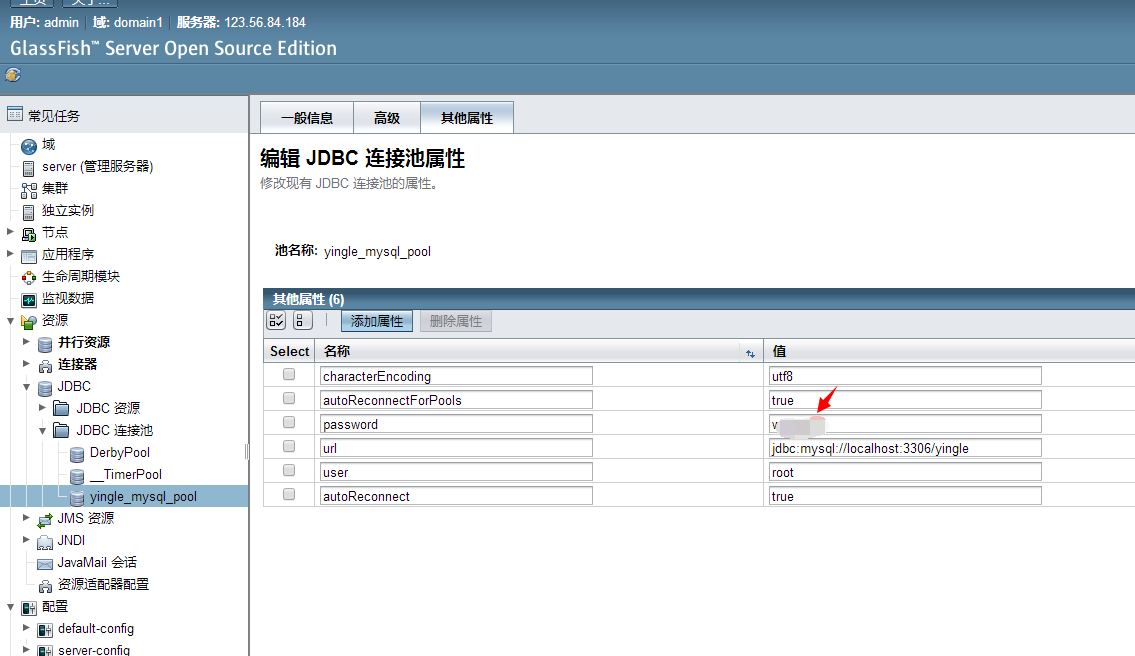 主页 关于...
用户: admin 域: domain1 服务器: 123.56.84.184
GlassFish™ Server Open Source Edition
常见任务
域
server (管理服务器)
集群
独立实例
节点
应用程序
生命周期模块
监视数据
资源
并行资源
连接器
JDBC
JDBC 资源
JDBC 连接池
DerbyPool
__TimerPool
yingle_mysql_pool
JMS 资源
JNDI
JavaMail 会话
资源适配器配置
配置
default-config
server-config
一般信息 高级 其他属性
编辑 JDBC 连接池属性
修改现有 JDBC 连接池的属性。
池名称: yingle_mysql_pool
其他属性 (6)
添加属性 删除属性
Select 名称 值
characterEncoding utf8
autoReconnectForPools true
password v
url jdbc:mysql://localhost:3306/yingle
user root
autoReconnect true